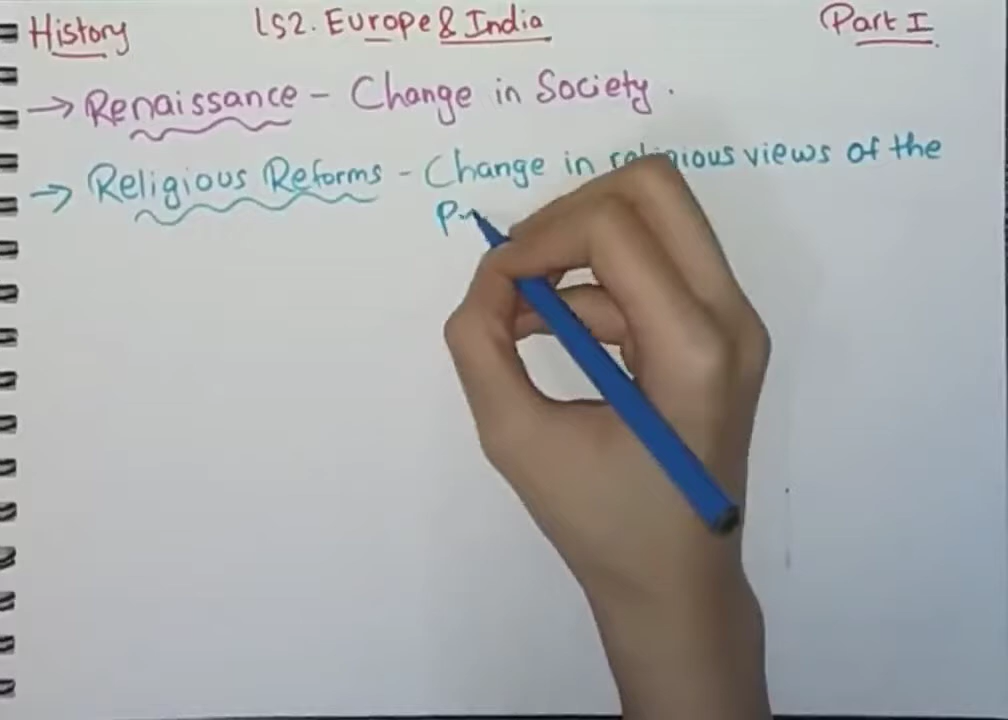 History
Ls2. Europe & India
Part I
→ Renaissance - Change in Society.
→ Religious Reforms - Change in religious views of the